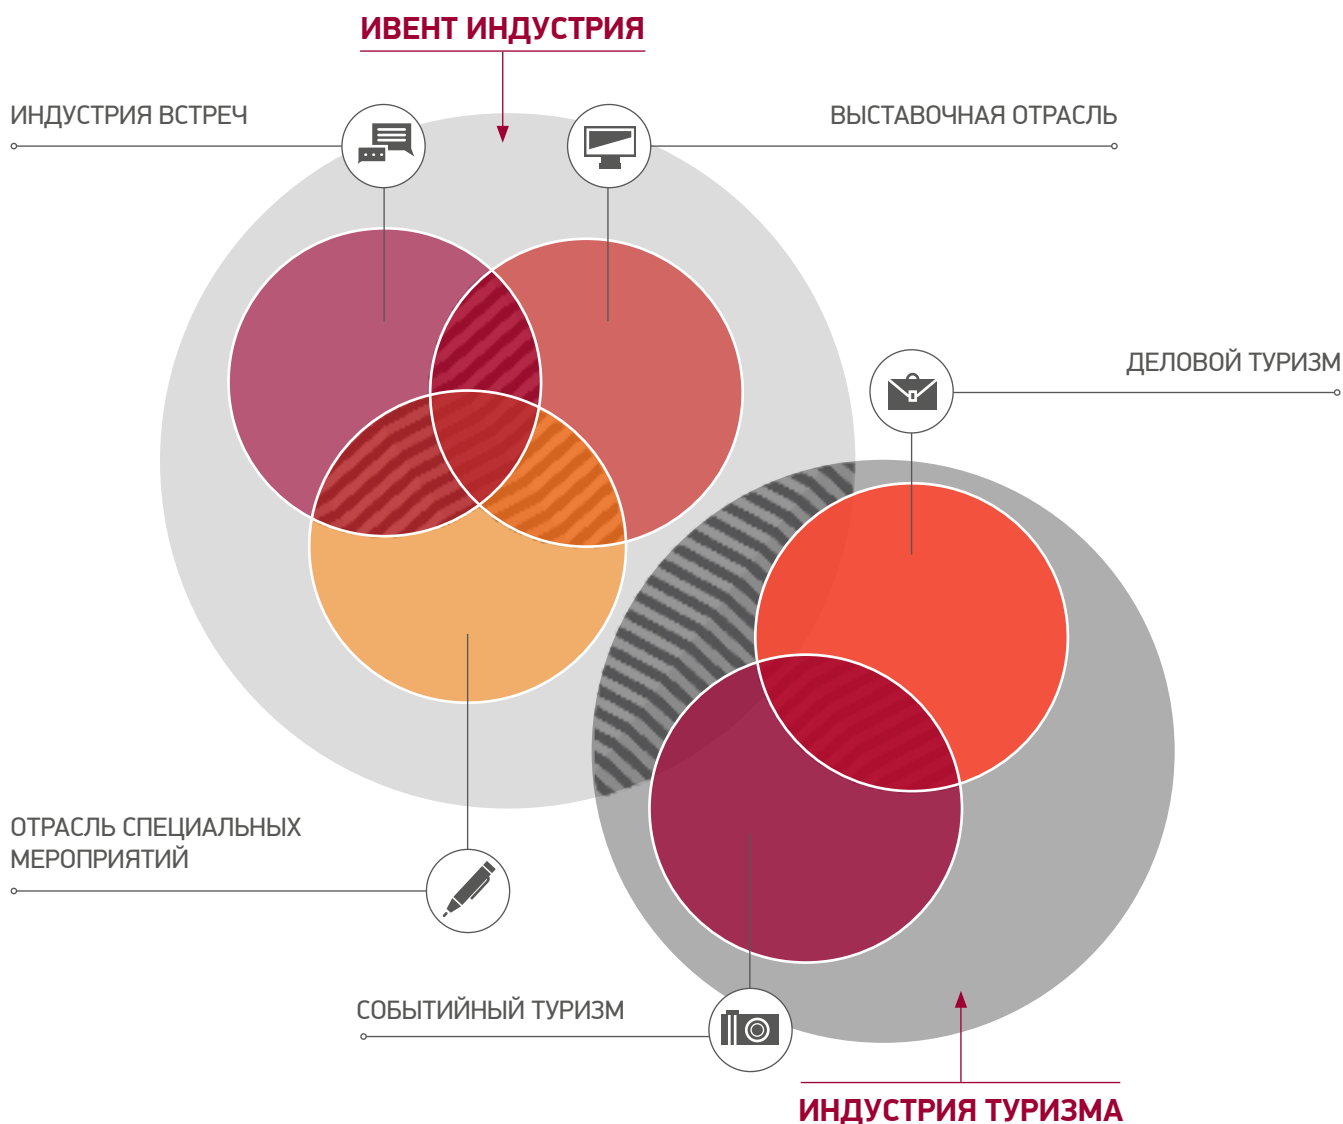 ИВЕНТ ИНДУСТРИЯ
ИНДУСТРИЯ ВСТРЕЧ
ВЫСТАВОЧНАЯ ОТРАСЛЬ
ДЕЛОВОЙ ТУРИЗМ
ОТРАСЛЬ СПЕЦИАЛЬНЫХ
МЕРОПРИЯТИЙ
СОБЫТИЙНЫЙ ТУРИЗМ
ИНДУСТРИЯ ТУРИЗМА